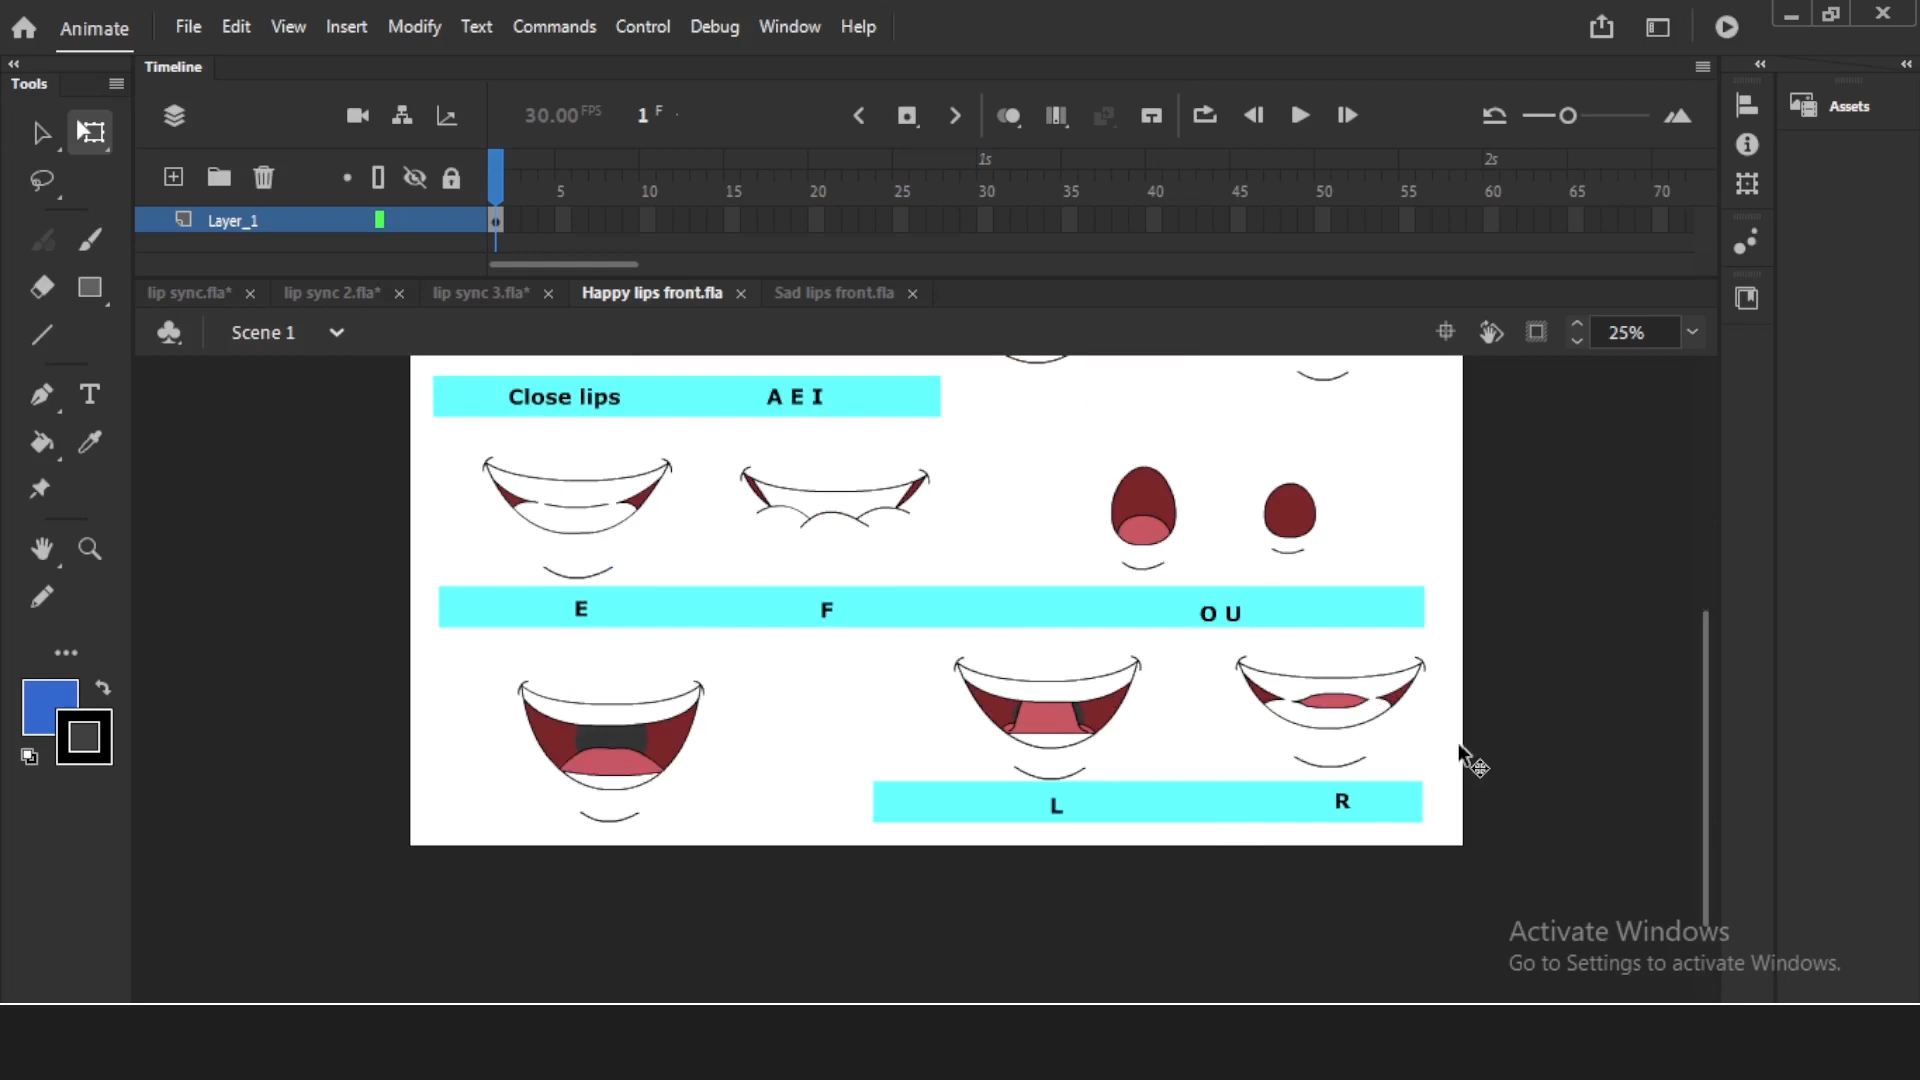 Animate File Edit View Insert Modify Text Commands Control Debug Window Help
Tools
Timeline
Assets
30.00 FPS 1 F
1s 2s
5 10 15 20 25 30 35 40 45 50 55 60 65 70
Layer_1
lip sync.fla* lip sync 2.fla* lip sync 3.fla* Happy lips front.fla Sad lips front.fla
Scene 1 25%
Close lips A E I
E F O U
L R
Activate Windows
Go to Settings to activate Windows.